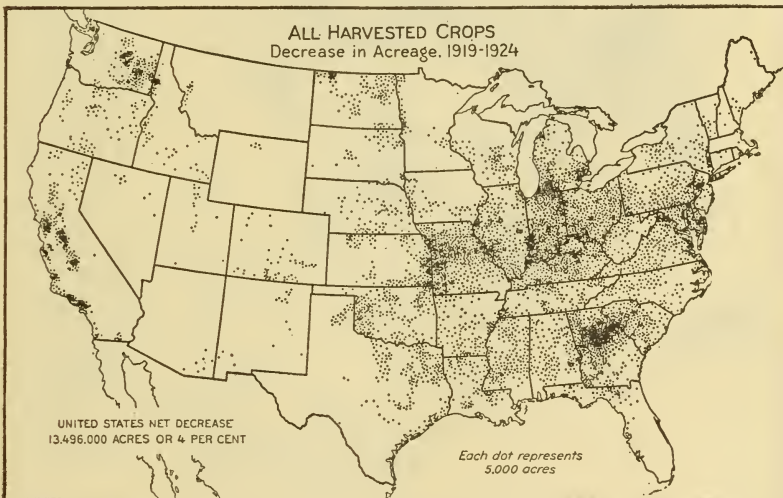 ALL HARVESTED CROPS
Decrease in Acreage, 1919-1924
UNITED STATES NET DECREASE
13,496,000 ACRES OR 4 PER CENT
Each dot represents
5,000 acres